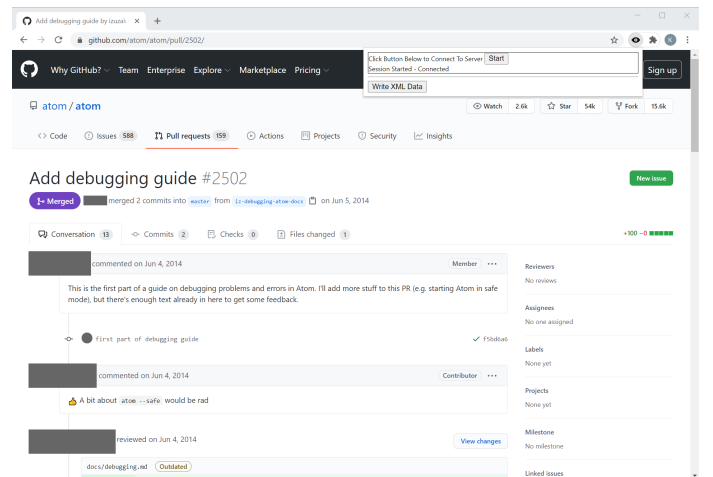 Add debugging guide by izuza
github.com/atom/atom/pull/2502/
K
Click Button Below to Connect To Server Start
Session Started - Connected
Write XML Data
Why GitHub? Team Enterprise Explore Marketplace Pricing
Sign up
atom / atom
Watch 2.6k Star 54k Fork 15.6k
Code Issues 588 Pull requests 159 Actions Projects Security Insights
Add debugging guide #2502
New issue
Merged merged 2 commits into master from iz-debugging-atom-docs on Jun 5, 2014
Conversation 13 Commits 2 Checks 0 Files changed 1
+100 −0
commented on Jun 4, 2014 Member
This is the first part of a guide on debugging problems and errors in Atom. I'll add more stuff to this PR (e.g. starting Atom in safe
mode), but there's enough text already in here to get some feedback.
first part of debugging guide f5bd6a6
commented on Jun 4, 2014 Contributor
A bit about atom --safe would be rad
reviewed on Jun 4, 2014 View changes
docs/debugging.md Outdated
Reviewers
No reviews
Assignees
No one assigned
Labels
None yet
Projects
None yet
Milestone
No milestone
Linked issues